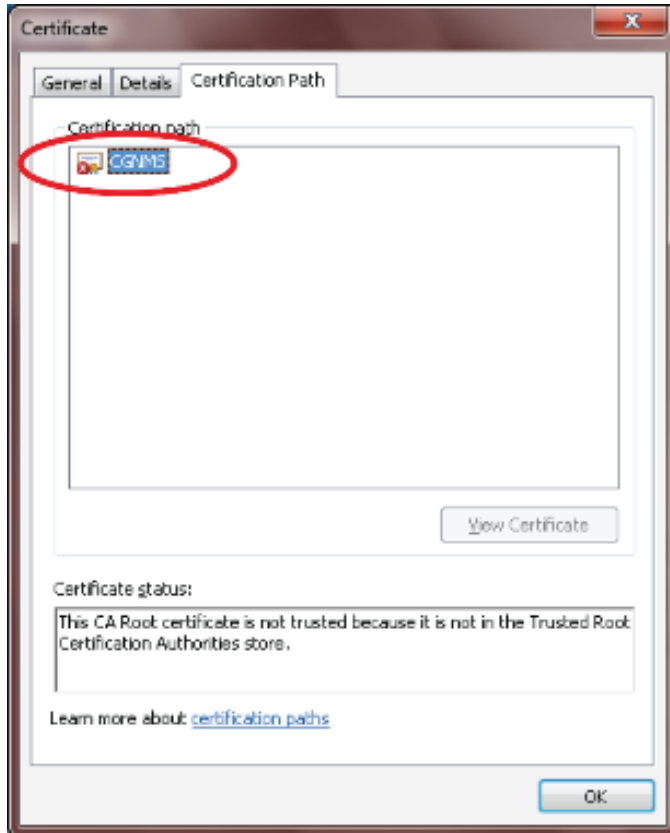 Certificate
General Details Certification Path
Certification path
CGNMS
View Certificate
Certificate status:
This CA Root certificate is not trusted because it is not in the Trusted Root
Certification Authorities store.
Learn more about certification paths
OK